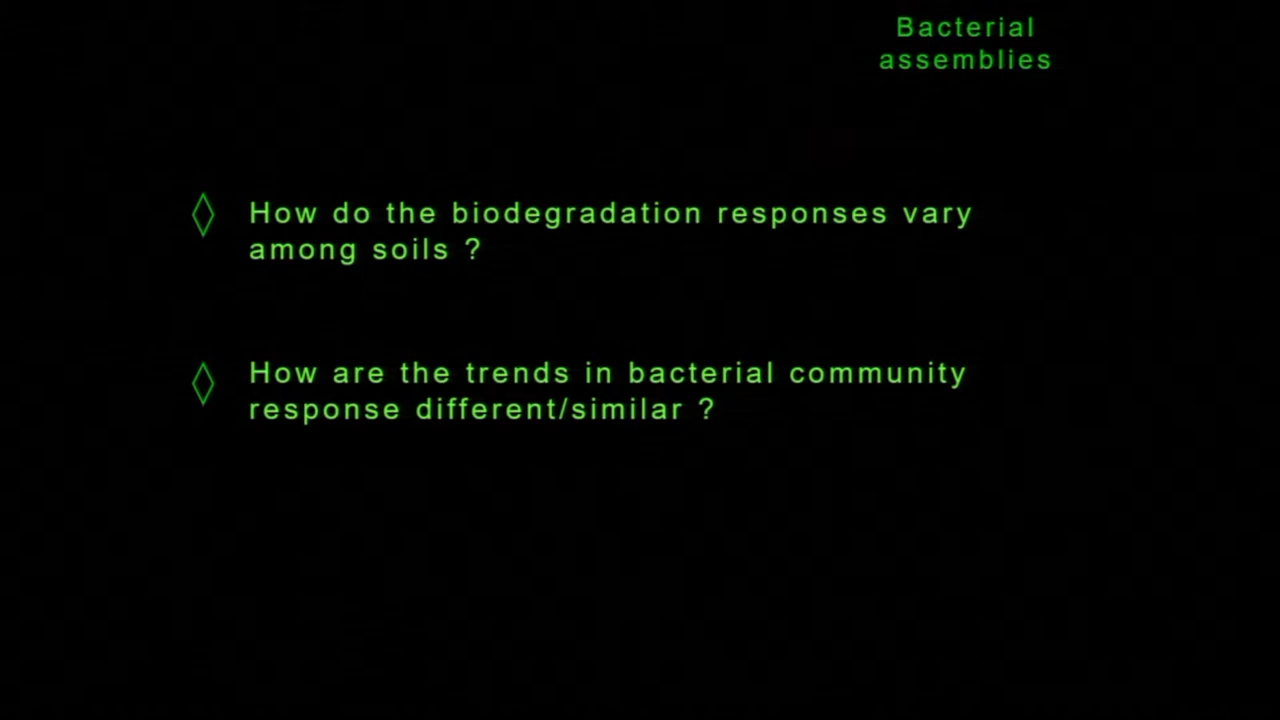 Bacterial
assemblies
How do the biodegradation responses vary
among soils ?
How are the trends in bacterial community
response different/similar ?